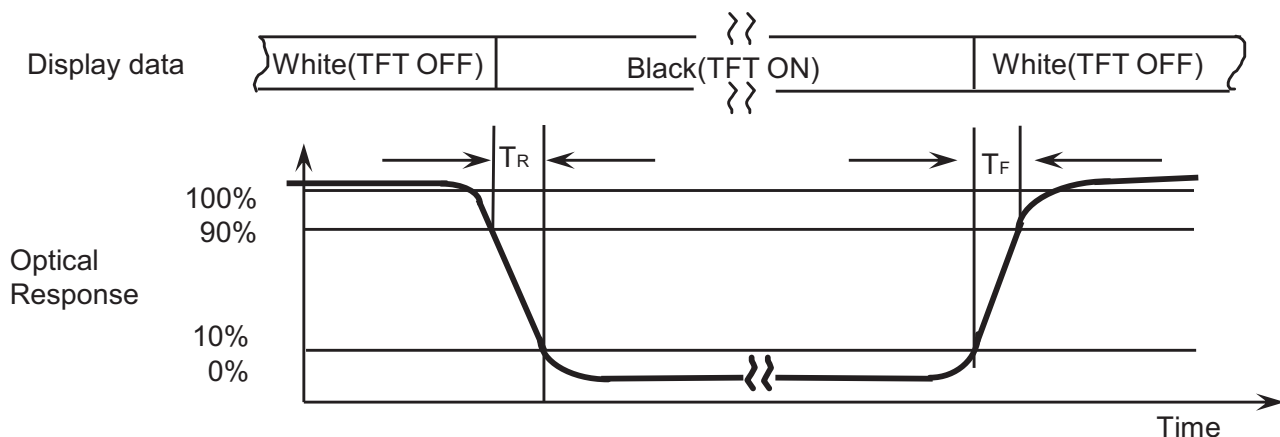 Display data
White(TFT OFF)
Black(TFT ON)
White(TFT OFF)
TR
TF
100%
90%
Optical
Response
10%
0%
Time